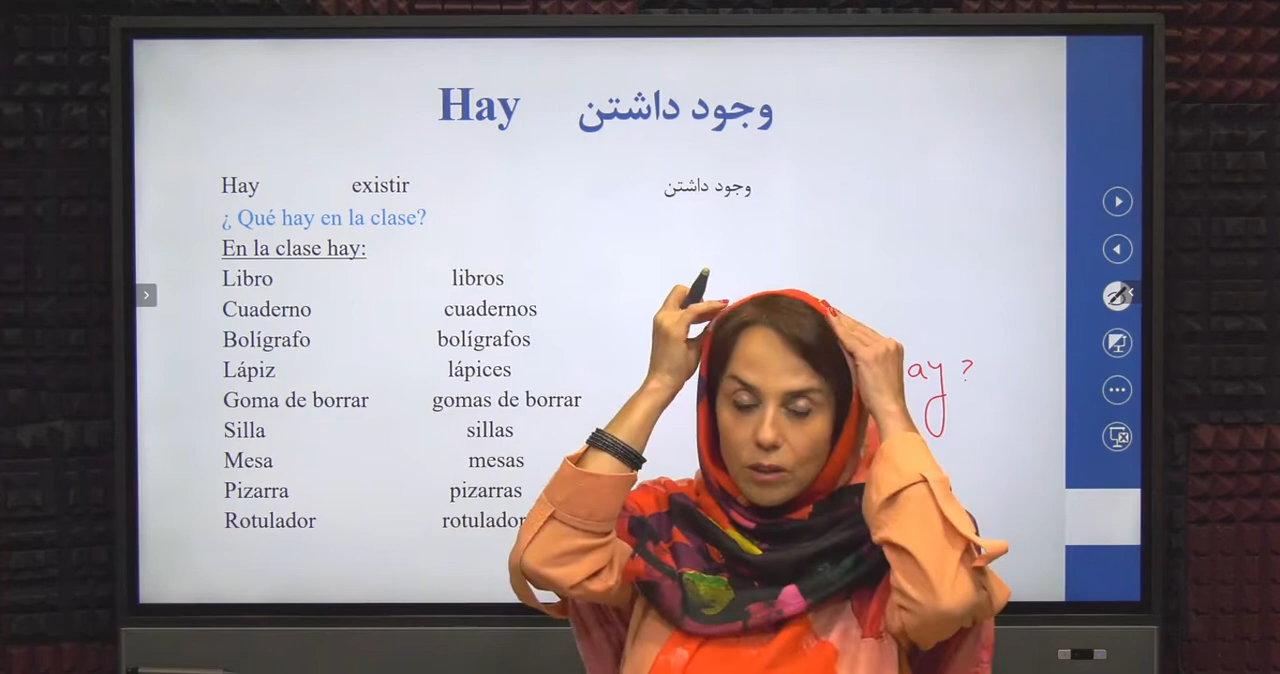 Hay وجود داشتن
Hay existir وجود داشتن
¿ Qué hay en la clase?
En la clase hay:
Libro libros
Cuaderno cuadernos
Bolígrafo bolígrafos
Lápiz lápices
Goma de borrar gomas de borrar
Silla sillas
Mesa mesas
Pizarra pizarras
Rotulador